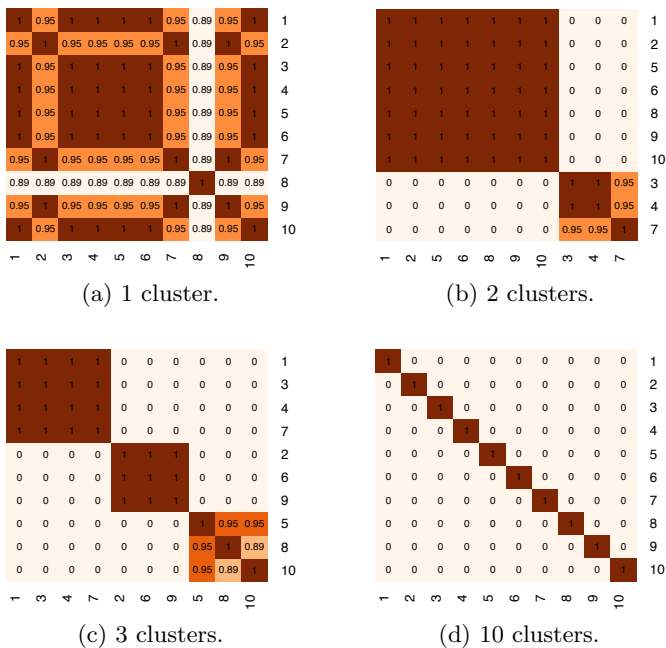 1 0.95 1 1 1 1 0.95 0.89 0.95 1 1
0.95 1 0.95 0.95 0.95 0.95 1 0.89 1 0.95 2
1 0.95 1 1 1 1 0.95 0.89 0.95 1 3
1 0.95 1 1 1 1 0.95 0.89 0.95 1 4
1 0.95 1 1 1 1 0.95 0.89 0.95 1 5
1 0.95 1 1 1 1 0.95 0.89 0.95 1 6
0.95 1 0.95 0.95 0.95 0.95 1 0.89 1 0.95 7
0.89 0.89 0.89 0.89 0.89 0.89 0.89 1 0.89 0.89 8
0.95 1 0.95 0.95 0.95 0.95 1 0.89 1 0.95 9
1 0.95 1 1 1 1 0.95 0.89 0.95 1 10
1 2 3 4 5 6 7 8 9 10
(a) 1 cluster.
1 1 1 1 1 1 1 0 0 0 1
1 1 1 1 1 1 1 0 0 0 2
1 1 1 1 1 1 1 0 0 0 5
1 1 1 1 1 1 1 0 0 0 6
1 1 1 1 1 1 1 0 0 0 8
1 1 1 1 1 1 1 0 0 0 9
1 1 1 1 1 1 1 0 0 0 10
0 0 0 0 0 0 0 1 1 0.95 3
0 0 0 0 0 0 0 1 1 0.95 4
0 0 0 0 0 0 0 0.95 0.95 1 7
1 2 5 6 8 9 10 3 4 7
(b) 2 clusters.
1 1 1 1 0 0 0 0 0 0 1
1 1 1 1 0 0 0 0 0 0 3
1 1 1 1 0 0 0 0 0 0 4
1 1 1 1 0 0 0 0 0 0 7
0 0 0 0 1 1 1 0 0 0 2
0 0 0 0 1 1 1 0 0 0 6
0 0 0 0 1 1 1 0 0 0 9
0 0 0 0 0 0 0 1 0.95 0.95 5
0 0 0 0 0 0 0 0.95 1 0.89 8
0 0 0 0 0 0 0 0.95 0.89 1 10
1 3 4 7 2 6 9 5 8 10
(c) 3 clusters.
1 0 0 0 0 0 0 0 0 0 1
0 1 0 0 0 0 0 0 0 0 2
0 0 1 0 0 0 0 0 0 0 3
0 0 0 1 0 0 0 0 0 0 4
0 0 0 0 1 0 0 0 0 0 5
0 0 0 0 0 1 0 0 0 0 6
0 0 0 0 0 0 1 0 0 0 7
0 0 0 0 0 0 0 1 0 0 8
0 0 0 0 0 0 0 0 1 0 9
0 0 0 0 0 0 0 0 0 1 10
1 2 3 4 5 6 7 8 9 10
(d) 10 clusters.